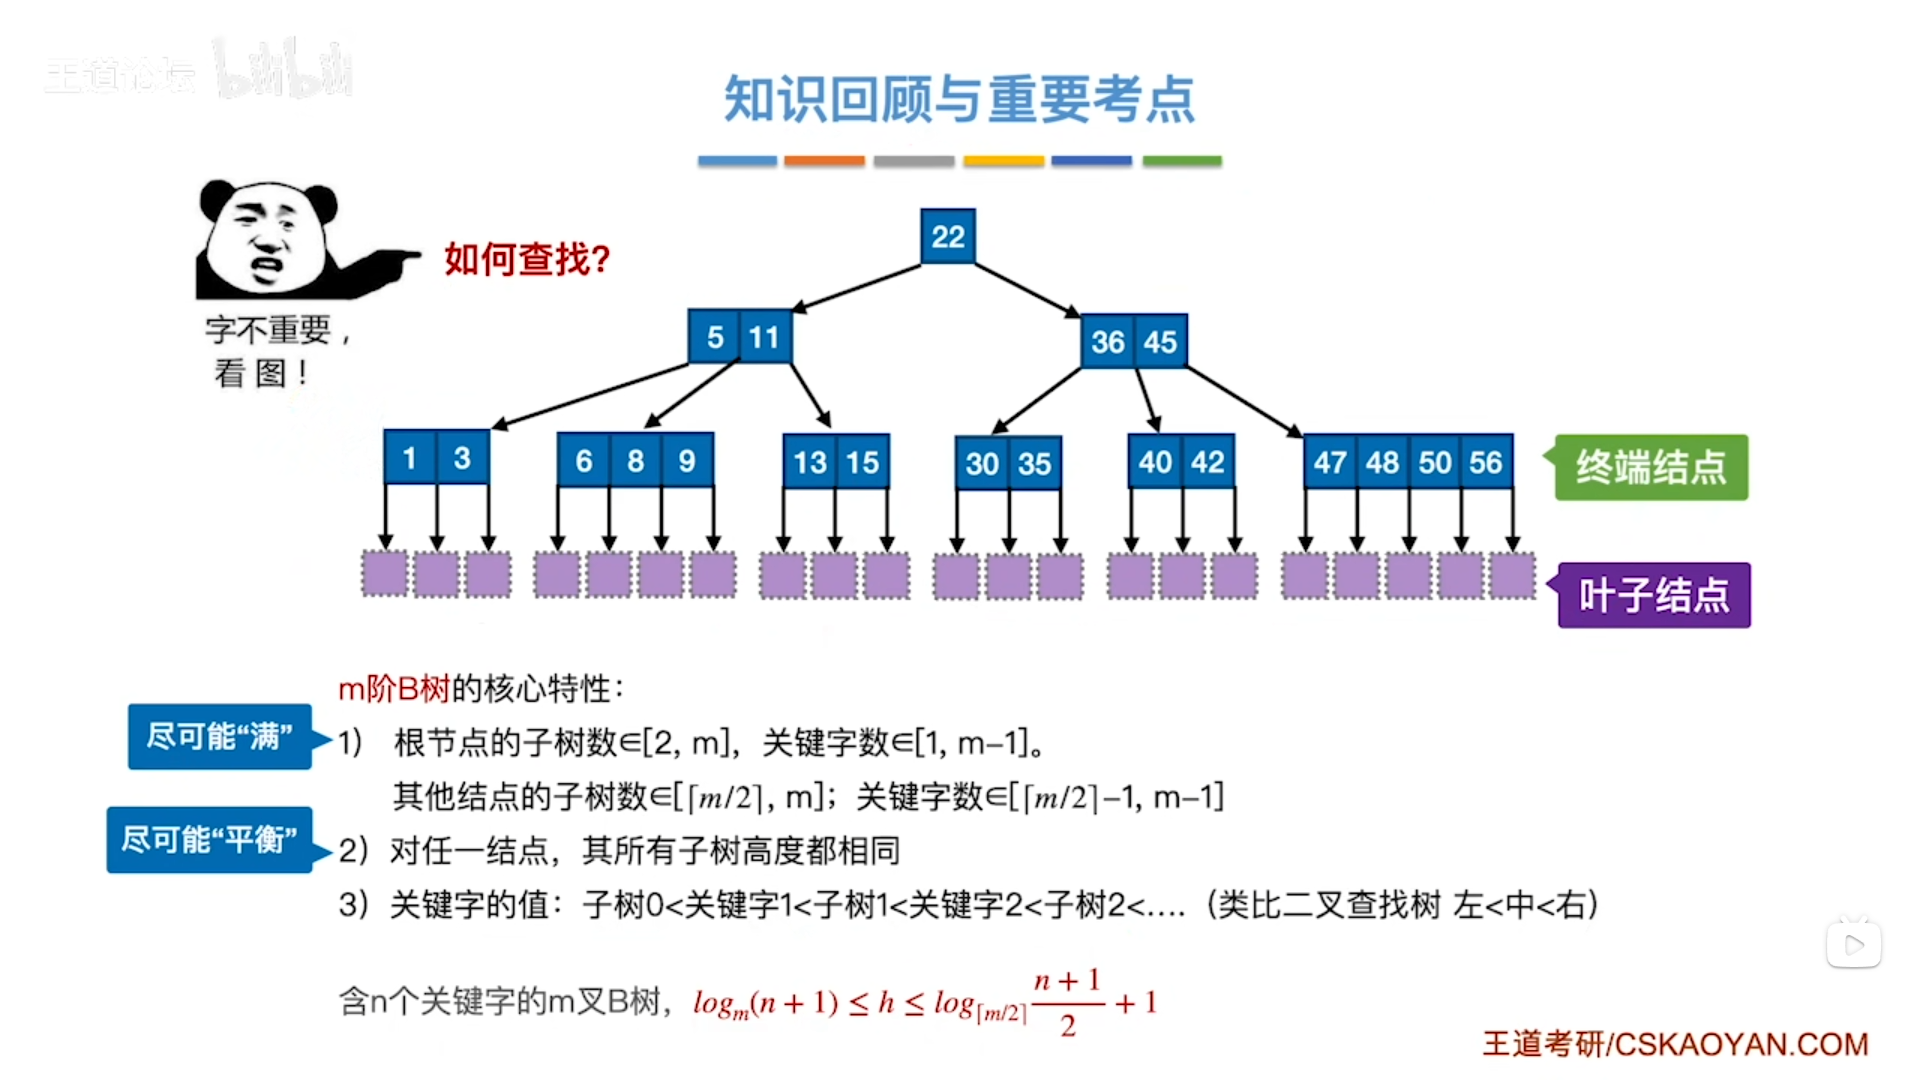 王道论坛 bilibili
知识回顾与重要考点
如何查找?
字不重要，
看 图！
22
5 11
36 45
1 3
6 8 9
13 15
30 35
40 42
47 48 50 56
终端结点
叶子结点
m阶B树的核心特性：
尽可能“满”
1） 根节点的子树数∈[2, m]，关键字数∈[1, m–1]。
其他结点的子树数∈[⌈m/2⌉, m]；关键字数∈[⌈m/2⌉–1, m–1]
尽可能“平衡”
2）对任一结点，其所有子树高度都相同
3）关键字的值：子树0<关键字1<子树1<关键字2<子树2<....（类比二叉查找树 左<中<右）
含n个关键字的m叉B树，log_m(n + 1) ≤ h ≤ log_⌈m/2⌉ (n + 1)/2 + 1
王道考研/CSKAOYAN.COM